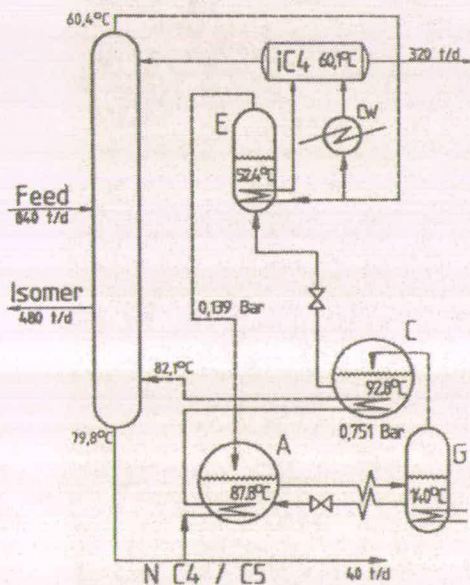 60,4°C
iC4 60,1°C
320 t/d
CW
E
52.4°C
Feed
840 t/d
Isomer
480 t/d
0,139 Bar
C
82,1°C
92.8°C
0,751 Bar
79,8°C
A
G
87.8°C
140°C
N C4 / C5
40 t/d